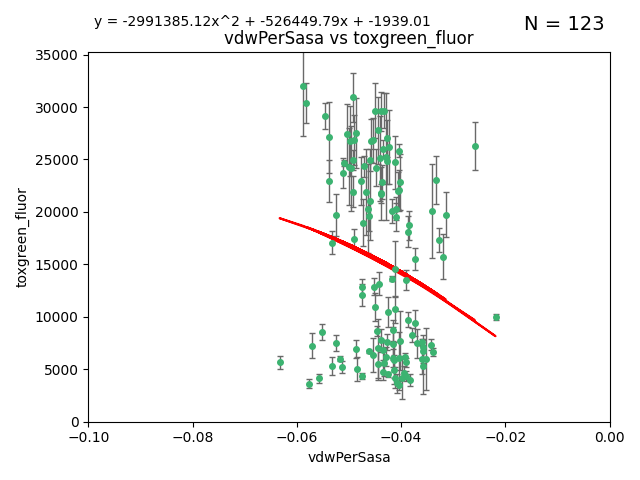 y = -2991385.12x^2 + -526449.79x + -1939.01
N = 123
vdwPerSasa vs toxgreen_fluor
35000
30000
25000
20000
15000
10000
5000
0
toxgreen_fluor
−0.10
−0.08
−0.06
−0.04
−0.02
0.00
vdwPerSasa